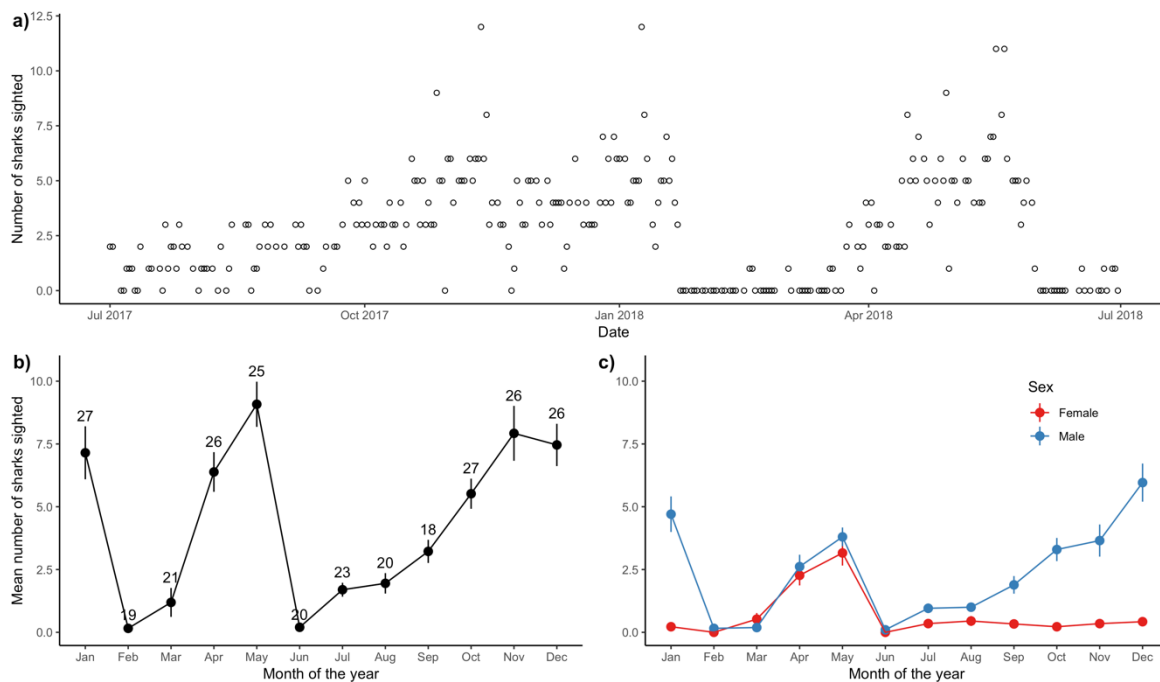 a)
12.5
10.0
7.5
5.0
2.5
0.0
Number of sharks sighted
Jul 2017 Oct 2017 Jan 2018 Apr 2018 Jul 2018
Date
b)
10.0
7.5
5.0
2.5
0.0
Mean number of sharks sighted
27 19 21 26 25 20 23 20 18 27 26 26
Jan Feb Mar Apr May Jun Jul Aug Sep Oct Nov Dec
Month of the year
c)
10.0
7.5
5.0
2.5
0.0
Sex
Female
Male
Jan Feb Mar Apr May Jun Jul Aug Sep Oct Nov Dec
Month of the year